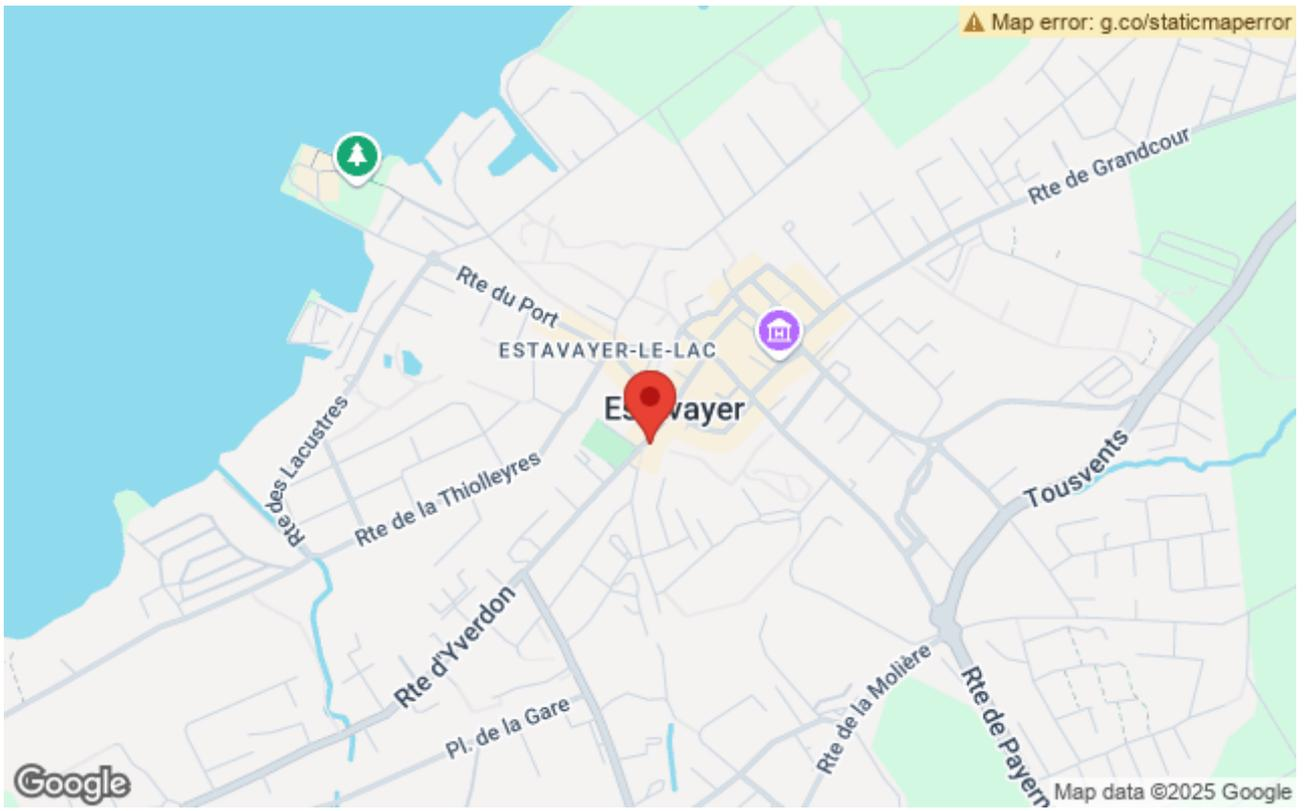 Map error: g.co/staticmaperror
Rte de Grandcour
Rte du Port
ESTAVAYER-LE-LAC
H
Rte des Lacustres
Rte de la Thiolleyres
Tousvents
Rte d'Yverdon
Rte de la Molière
Pl. de la Gare
Rte de Payern
Google
Map data ©2025 Google